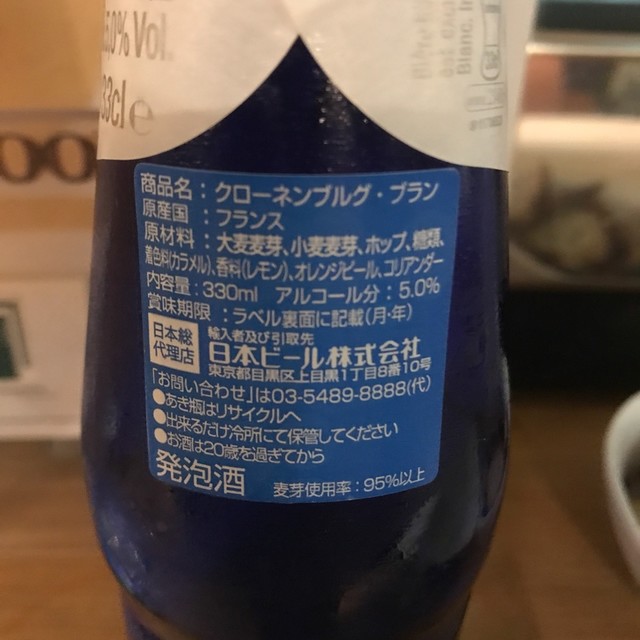 5.0% Vol.
33cl e
Blanc. In
00
商品名：クローネンブルグ・ブラン
原産国：フランス
原材料：大麦麦芽、小麦麦芽、ホップ、糖類、
着色料(カラメル)、香料(レモン)、オレンジピール、コリアンダー
内容量：330ml アルコール分：5.0%
賞味期限：ラベル裏面に記載(月・年)
日本総代理店
輸入者及び引取先
日本ビール株式会社
東京都目黒区上目黒1丁目8番10号
「お問い合わせ」は03-5489-8888(代)
●あき瓶はリサイクルへ
●出来るだけ冷所にて保管してください
●お酒は20歳を過ぎてから
発泡酒 麦芽使用率：95%以上